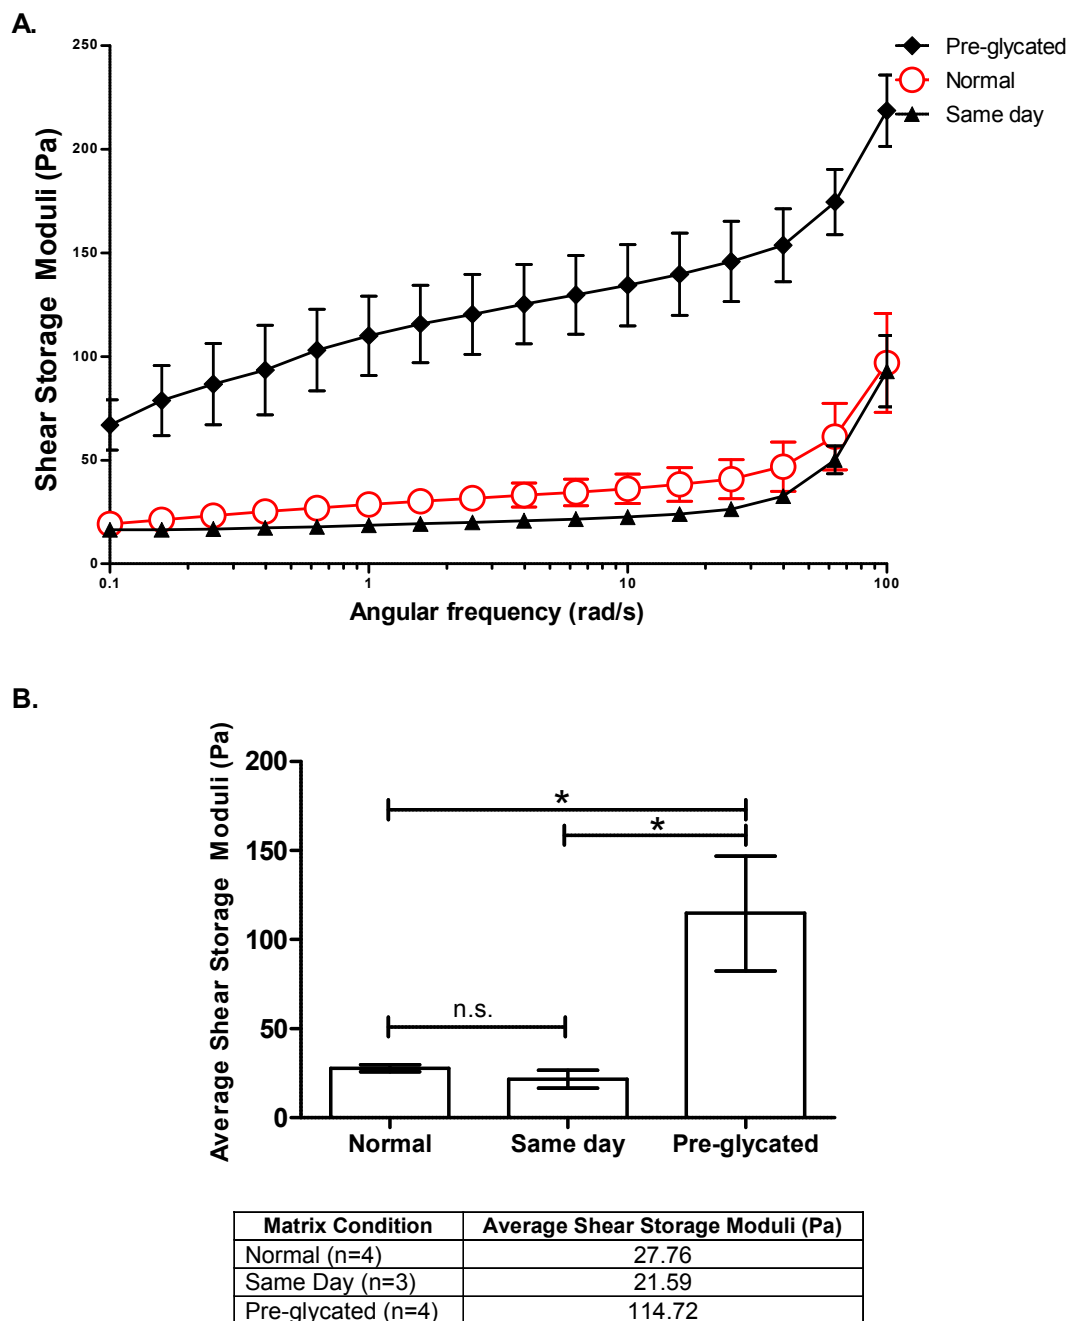 A.
Pre-glycated
Normal
Same day
Shear Storage Moduli (Pa)
250
200
150
100
50
0
0.1 1 10 100
Angular frequency (rad/s)
B.
Average Shear Storage Moduli (Pa)
200
150
100
50
0
*
*
n.s.
Normal Same day Pre-glycated
Matrix Condition Average Shear Storage Moduli (Pa)
Normal (n=4) 27.76
Same Day (n=3) 21.59
Pre-glycated (n=4) 114.72